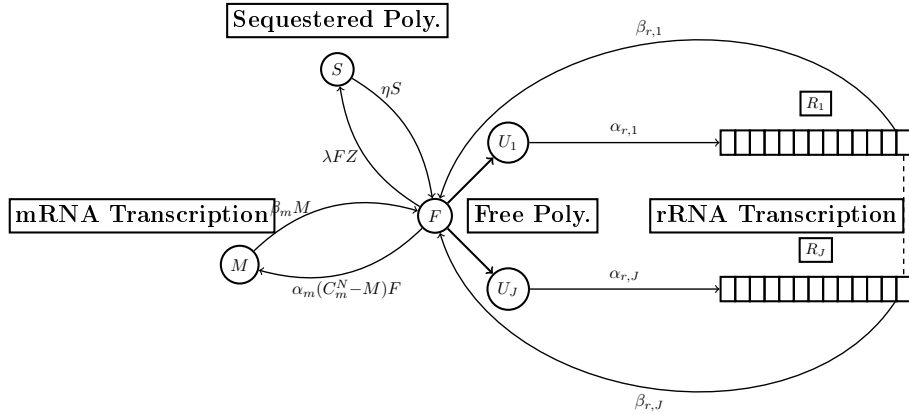 Sequestered Poly.
β_{r,1}
S
ηS
R_1
U_1
α_{r,1}
λFZ
mRNA Transcription
β_mM
F
Free Poly.
rRNA Transcription
R_J
M
α_m(C_m^N−M)F
U_J
α_{r,J}
β_{r,J}